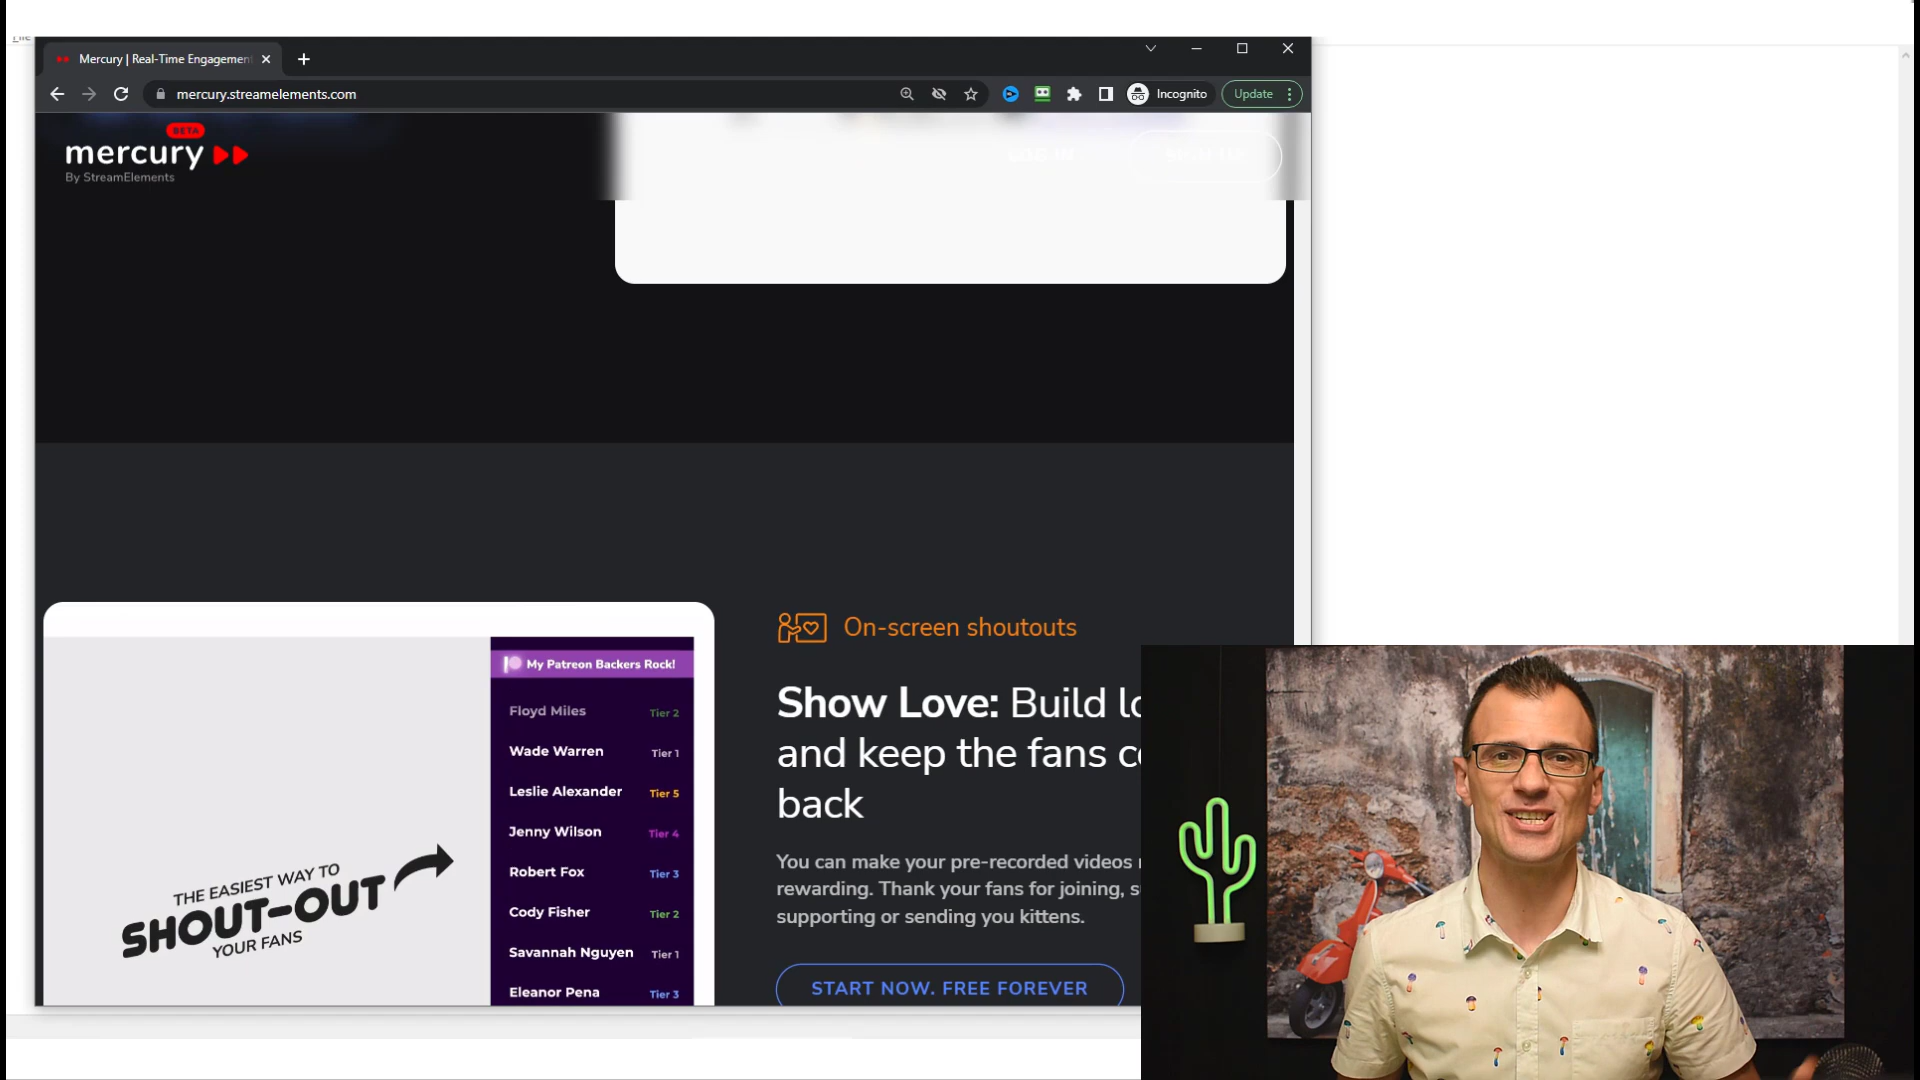 Mercury | Real-Time Engagemen
mercury.streamelements.com
Incognito
Update
BETA
mercury
By StreamElements
LOG IN
SIGN UP
On-screen shoutouts
My Patreon Backers Rock!
Floyd Miles Tier 2
Wade Warren Tier 1
Leslie Alexander Tier 5
Jenny Wilson Tier 4
Robert Fox Tier 3
Cody Fisher Tier 2
Savannah Nguyen Tier 1
Eleanor Pena Tier 3
THE EASIEST WAY TO
SHOUT-OUT
YOUR FANS
Show Love: Build lo
and keep the fans c
back
You can make your pre-recorded videos
rewarding. Thank your fans for joining, s
supporting or sending you kittens.
START NOW. FREE FOREVER